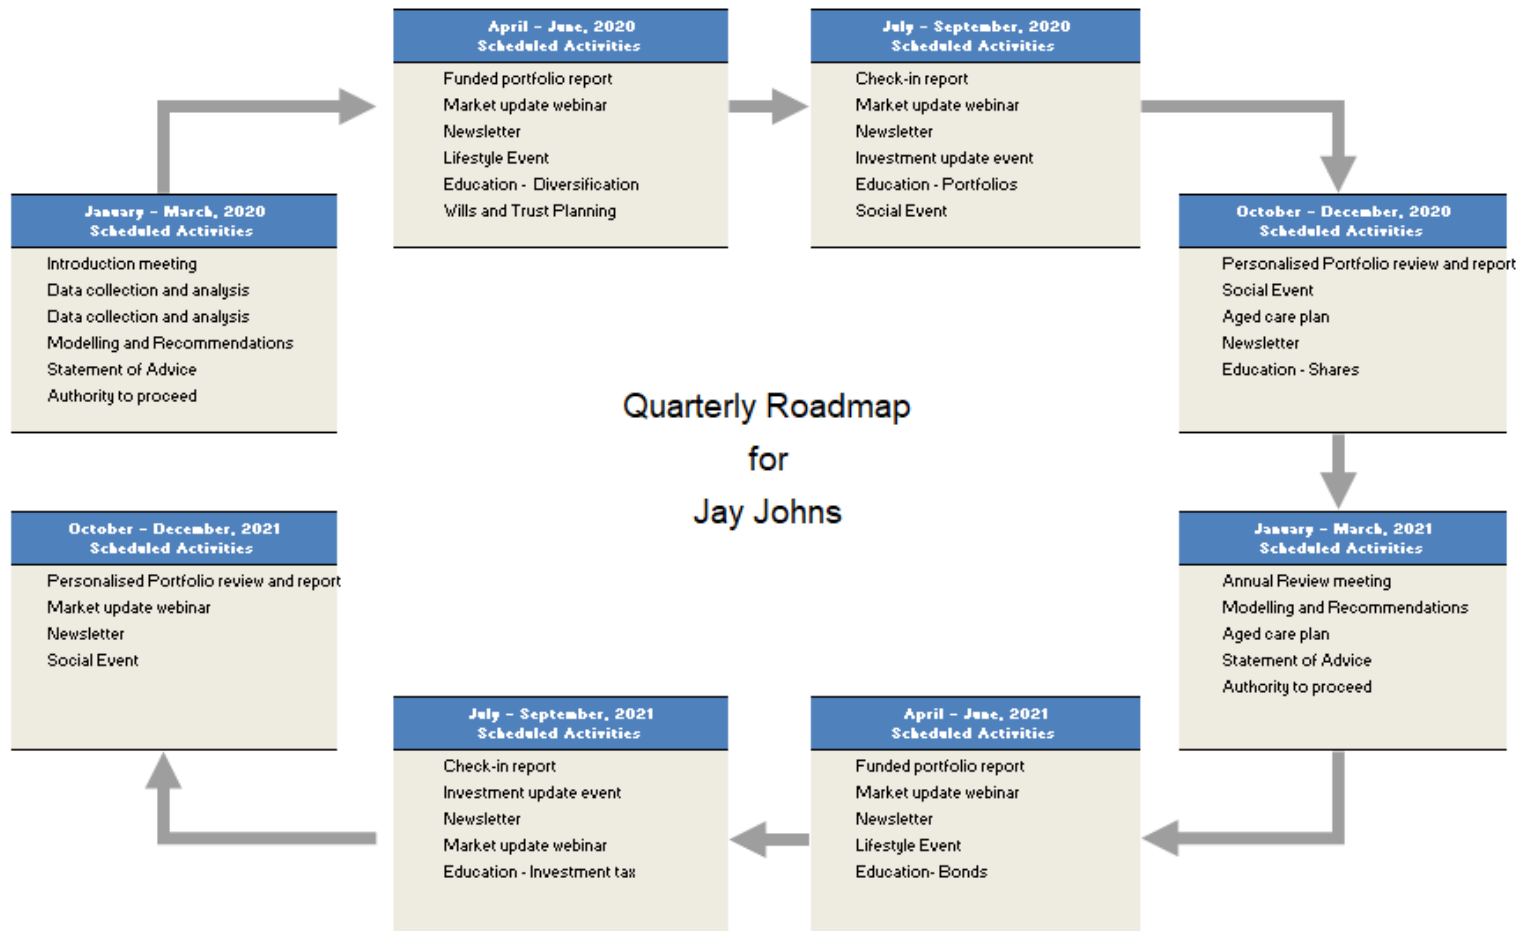 January - March, 2020
Scheduled Activities
Introduction meeting
Data collection and analysis
Data collection and analysis
Modelling and Recommendations
Statement of Advice
Authority to proceed
April - June, 2020
Scheduled Activities
Funded portfolio report
Market update webinar
Newsletter
Lifestyle Event
Education - Diversification
Wills and Trust Planning
July - September, 2020
Scheduled Activities
Check-in report
Market update webinar
Newsletter
Investment update event
Education - Portfolios
Social Event
October - December, 2020
Scheduled Activities
Personalised Portfolio review and report
Social Event
Aged care plan
Newsletter
Education - Shares
Quarterly Roadmap
for
Jay Johns
January - March, 2021
Scheduled Activities
Annual Review meeting
Modelling and Recommendations
Aged care plan
Statement of Advice
Authority to proceed
April - June, 2021
Scheduled Activities
Funded portfolio report
Market update webinar
Newsletter
Lifestyle Event
Education- Bonds
July - September, 2021
Scheduled Activities
Check-in report
Investment update event
Newsletter
Market update webinar
Education - Investment tax
October - December, 2021
Scheduled Activities
Personalised Portfolio review and report
Market update webinar
Newsletter
Social Event